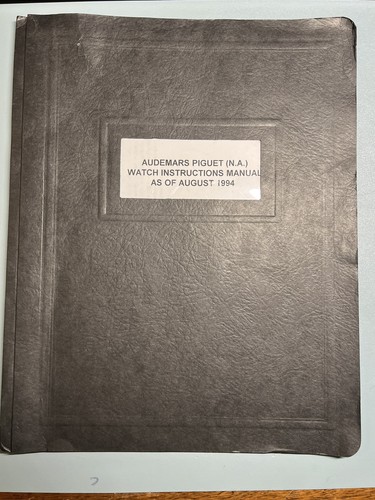 AUDEMARS PIGUET (N.A.)
WATCH INSTRUCTIONS MANUAL
AS OF AUGUST 1994